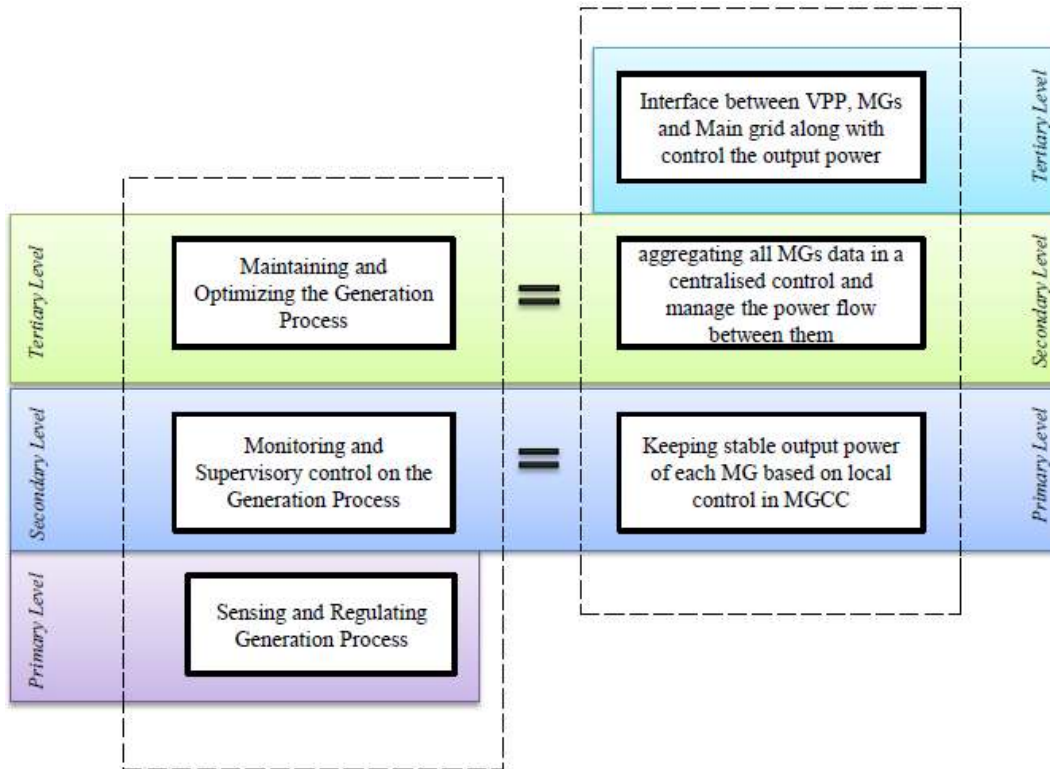 Interface between VPP, MGs
and Main grid along with
control the output power
Tertiary Level
Tertiary Level
Maintaining and
Optimizing the Generation
Process
=
aggregating all MGs data in a
centralised control and
manage the power flow
between them
Secondary Level
Secondary Level
Monitoring and
Supervisory control on the
Generation Process
=
Keeping stable output power
of each MG based on local
control in MGCC
Primary Level
Primary Level
Sensing and Regulating
Generation Process